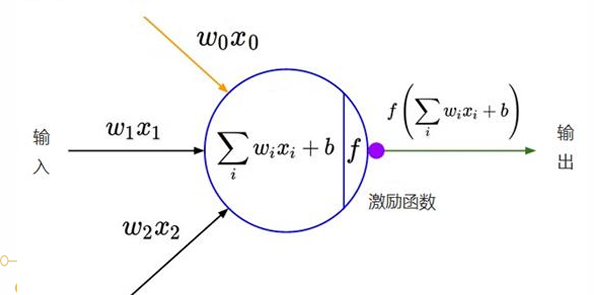 w₀x₀
输入
w₁x₁
∑ᵢ wᵢxᵢ + b
f
f(∑ᵢ wᵢxᵢ + b)
输出
激励函数
w₂x₂